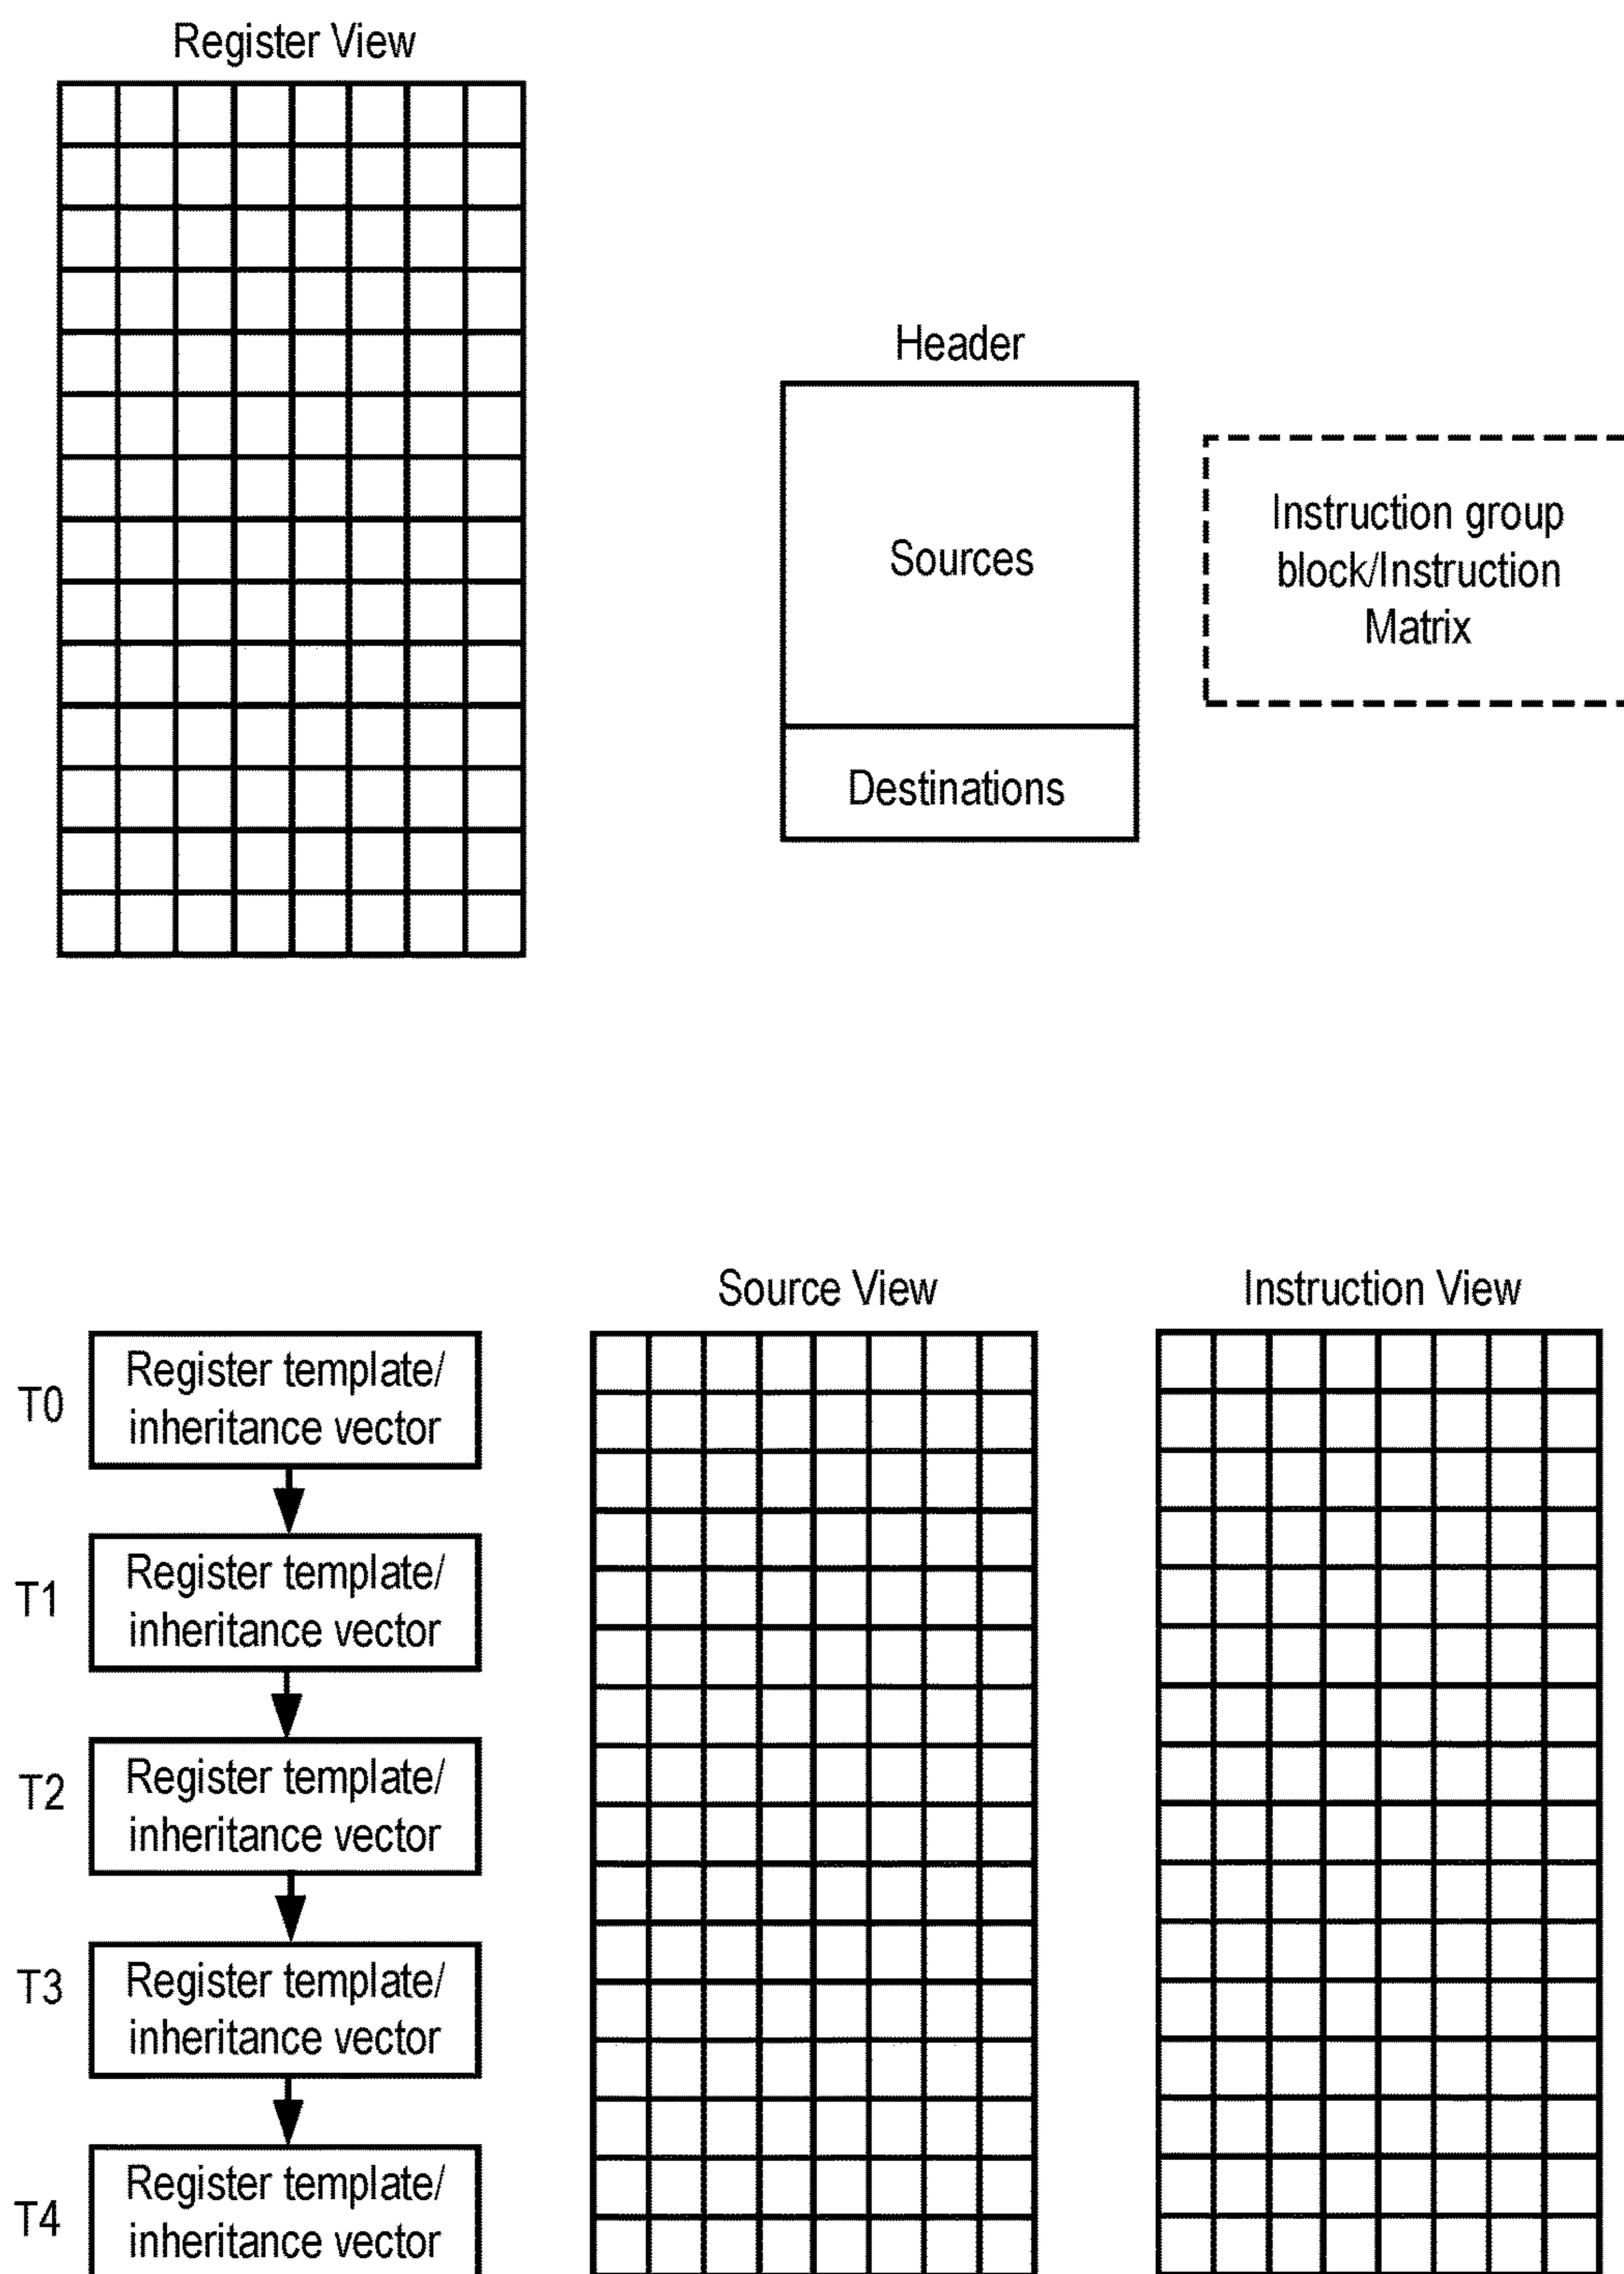 Register View
Header
Sources
Destinations
Instruction group
block/Instruction
Matrix
Source View
Instruction View
T0
Register template/
inheritance vector
T1
Register template/
inheritance vector
T2
Register template/
inheritance vector
T3
Register template/
inheritance vector
T4
Register template/
inheritance vector